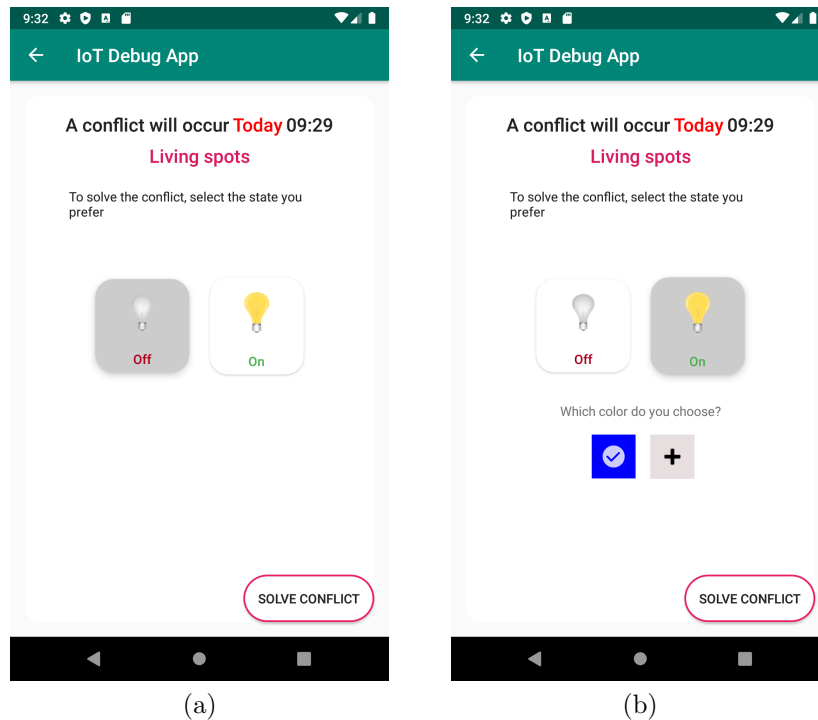 9:32
IoT Debug App
A conflict will occur Today 09:29
Living spots
To solve the conflict, select the state you
prefer
Off
On
SOLVE CONFLICT
(a)
9:32
IoT Debug App
A conflict will occur Today 09:29
Living spots
To solve the conflict, select the state you
prefer
Off
On
Which color do you choose?
SOLVE CONFLICT
(b)